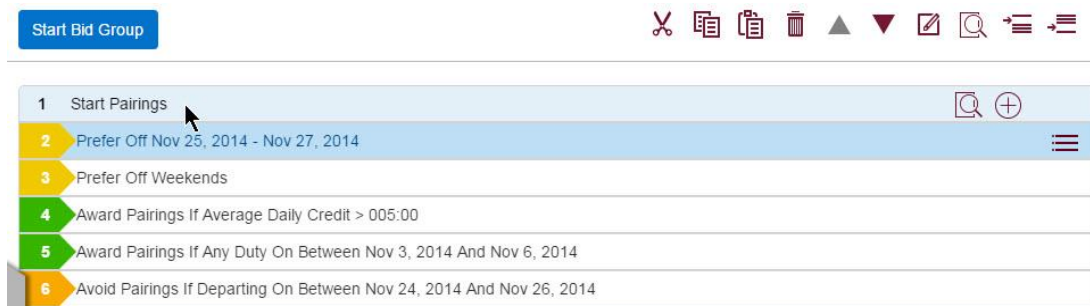 Start Bid Group
1 Start Pairings
2 Prefer Off Nov 25, 2014 - Nov 27, 2014
3 Prefer Off Weekends
4 Award Pairings If Average Daily Credit > 005:00
5 Award Pairings If Any Duty On Between Nov 3, 2014 And Nov 6, 2014
6 Avoid Pairings If Departing On Between Nov 24, 2014 And Nov 26, 2014